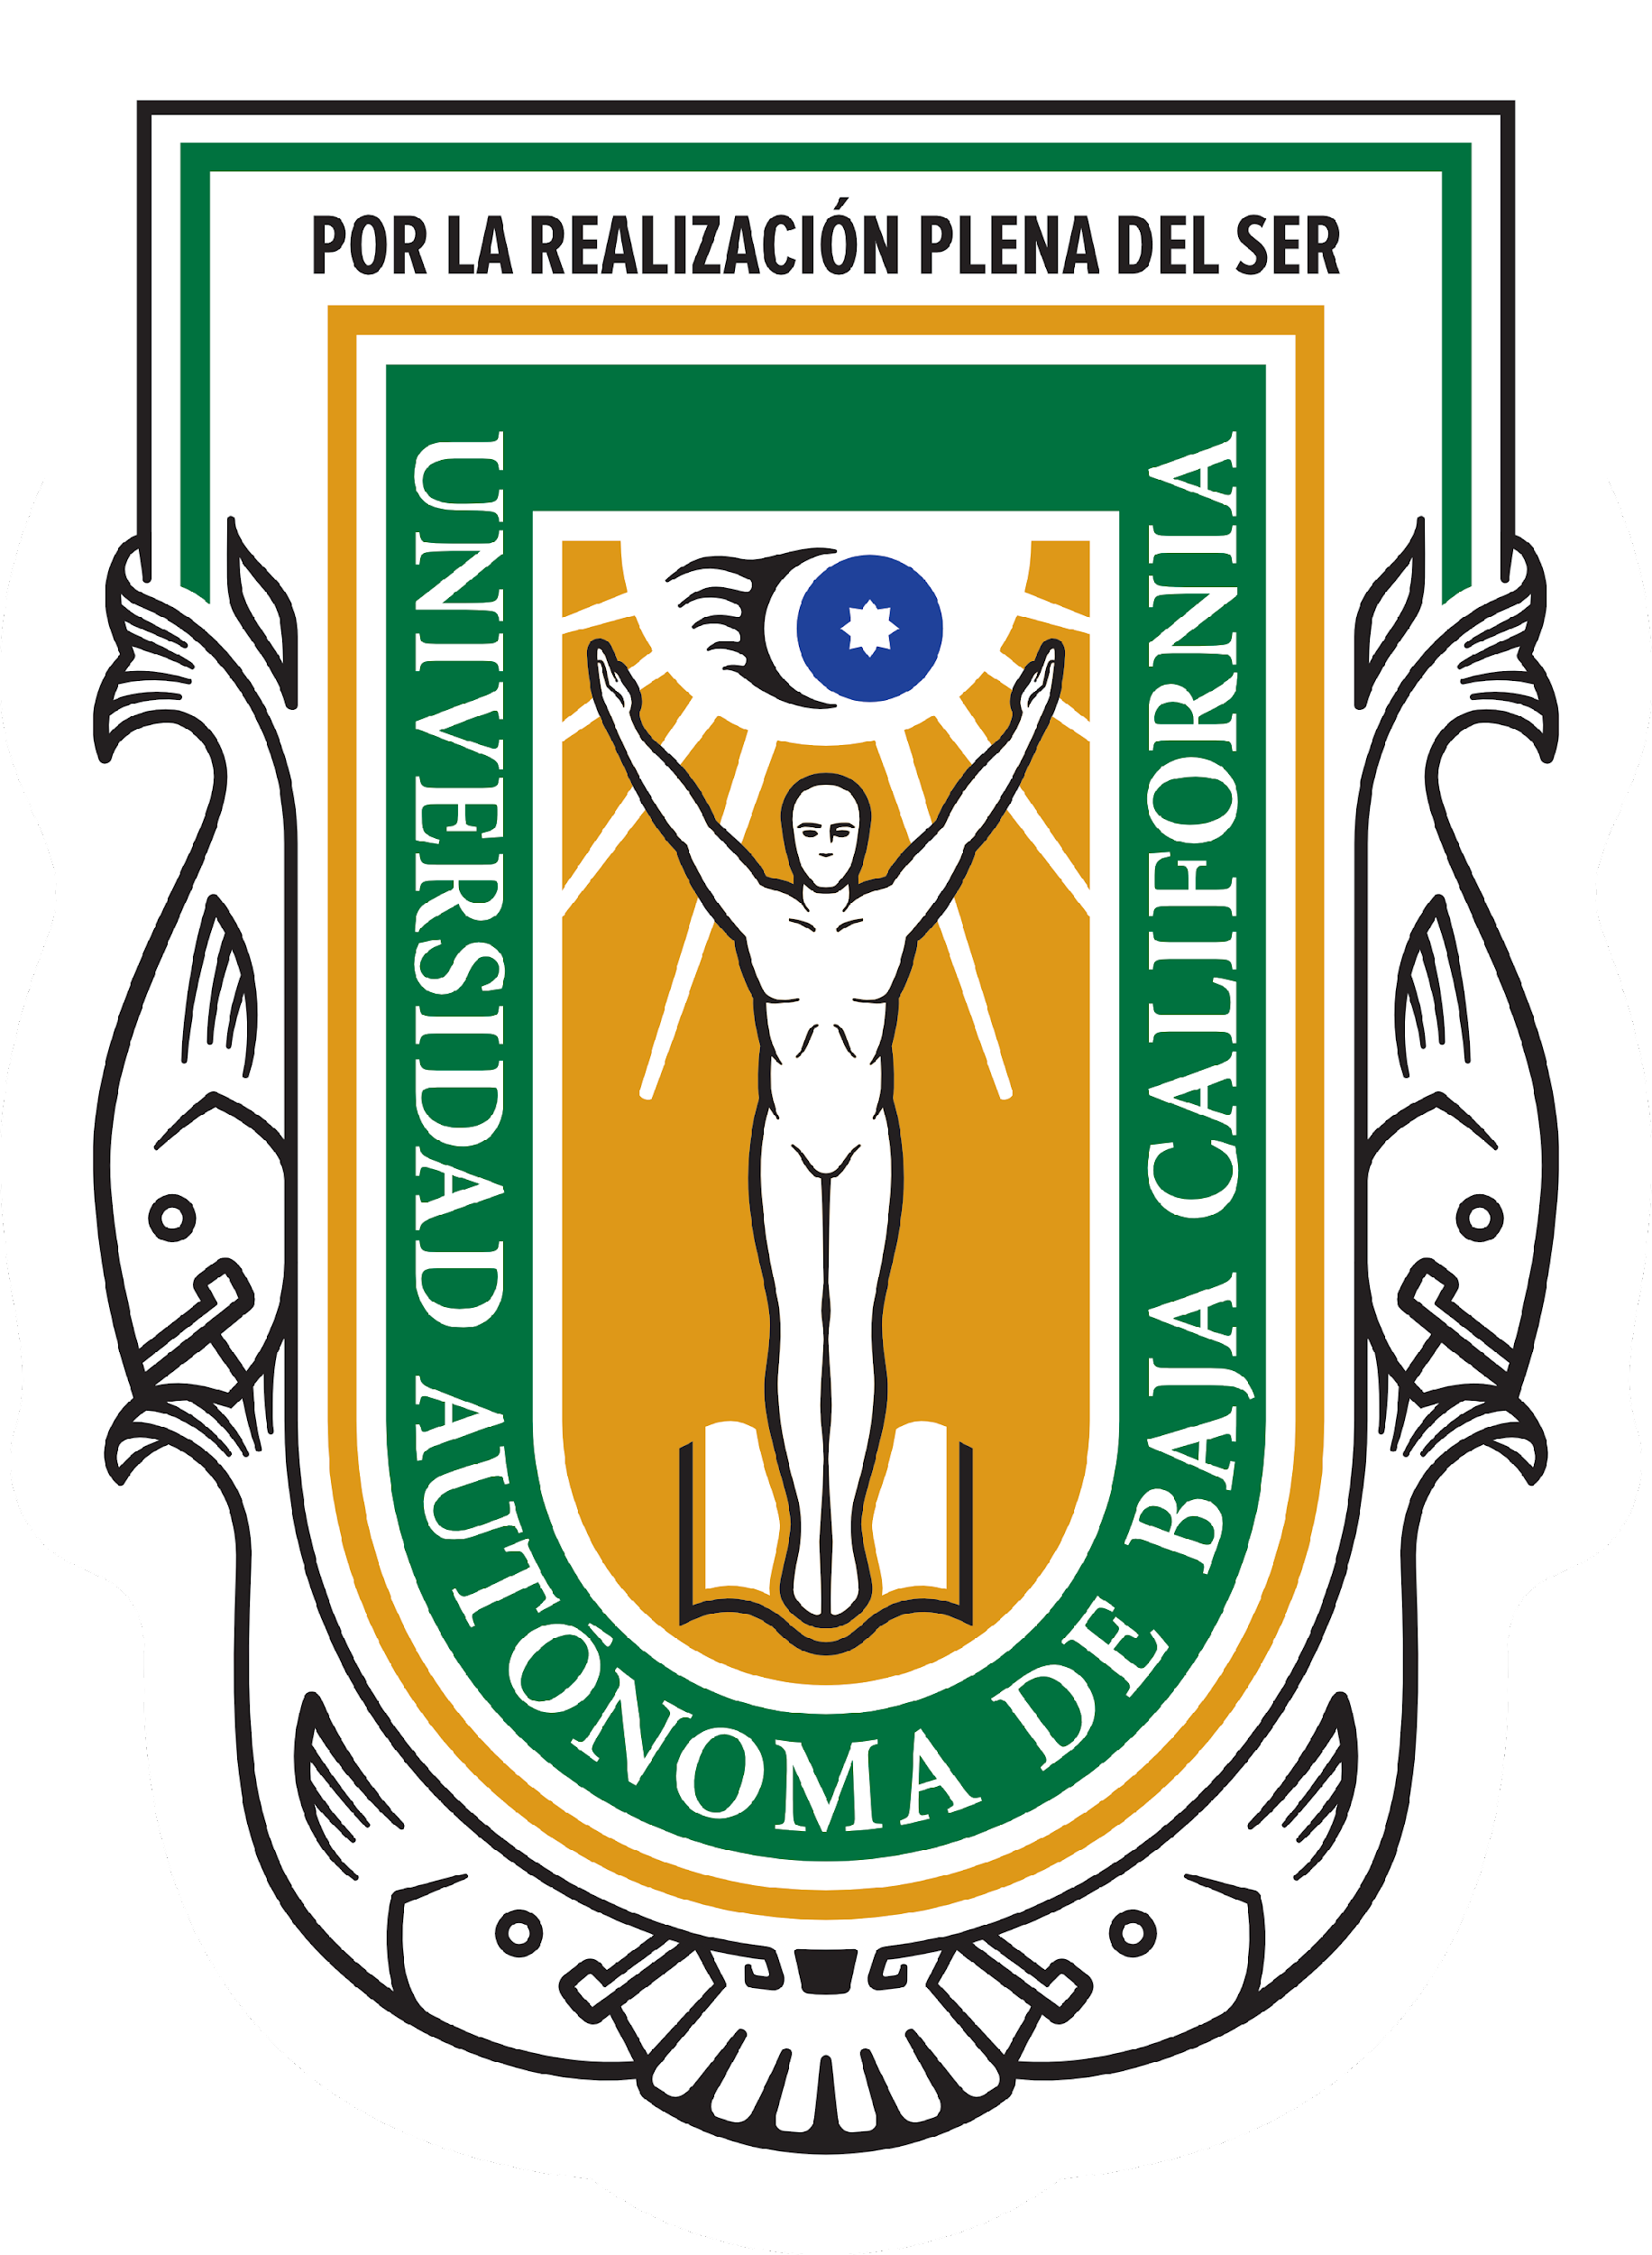 POR LA REALIZACIÓN PLENA DEL SER
UNIVERSIDAD AUTÓNOMA DE BAJA CALIFORNIA